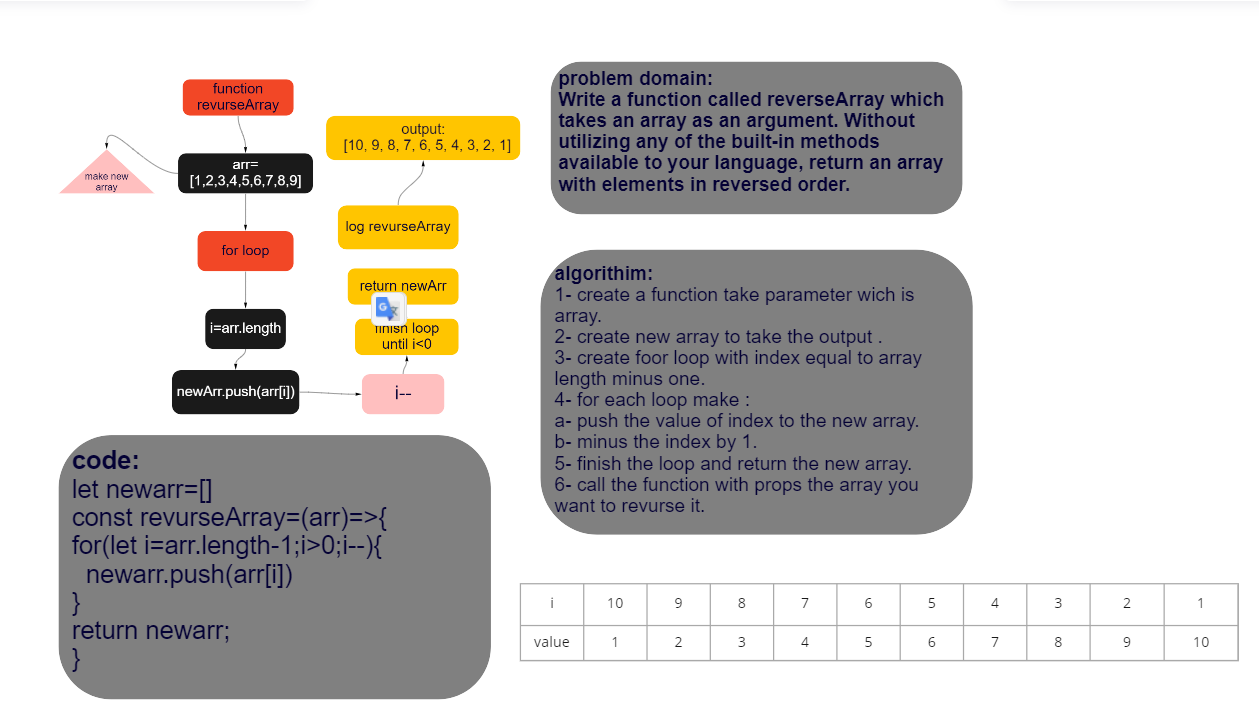 function
revurseArray
arr=
[1,2,3,4,5,6,7,8,9]
make new
array
for loop
i=arr.length
newArr.push(arr[i])
i--
finish loop
until i<0
return newArr
log revurseArray
output:
[10, 9, 8, 7, 6, 5, 4, 3, 2, 1]
problem domain:
Write a function called reverseArray which
takes an array as an argument. Without
utilizing any of the built-in methods
available to your language, return an array
with elements in reversed order.
algorithim:
1- create a function take parameter wich is
array.
2- create new array to take the output .
3- create foor loop with index equal to array
length minus one.
4- for each loop make :
a- push the value of index to the new array.
b- minus the index by 1.
5- finish the loop and return the new array.
6- call the function with props the array you
want to revurse it.
code:
let newarr=[]
const revurseArray=(arr)=>{
for(let i=arr.length-1;i>0;i--){
newarr.push(arr[i])
}
return newarr;
}
i 10 9 8 7 6 5 4 3 2 1
value 1 2 3 4 5 6 7 8 9 10